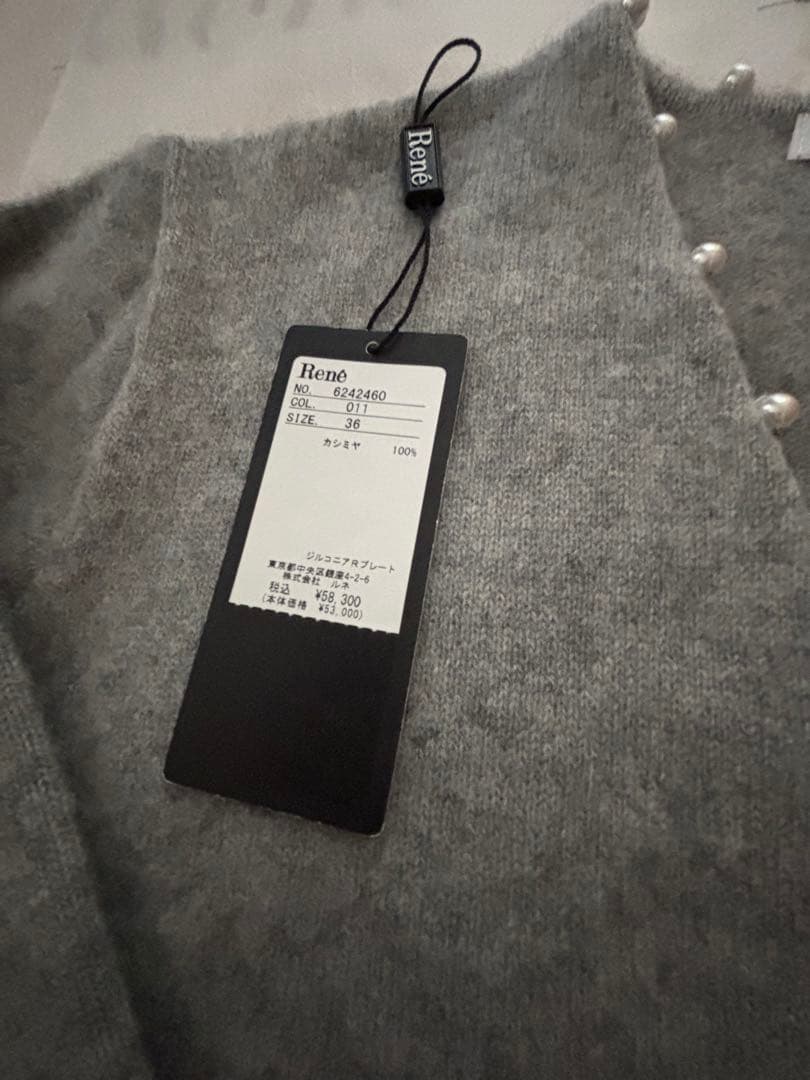 René
René
NO. 6242460
COL. 011
SIZE. 36
カシミヤ 100%
ジルコニアRプレート
東京都中央区銀座4-2-6
株式会社 ルネ
税込 ¥58,300
(本体価格 ¥53,000)